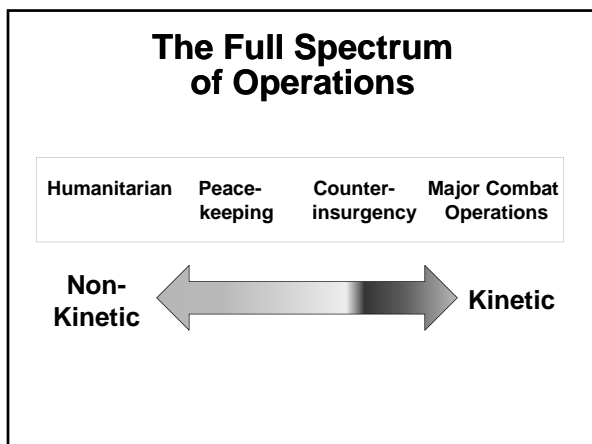 The Full Spectrum
of Operations
Humanitarian Peace- Counter- Major Combat
keeping insurgency Operations
Non-
Kinetic
Kinetic